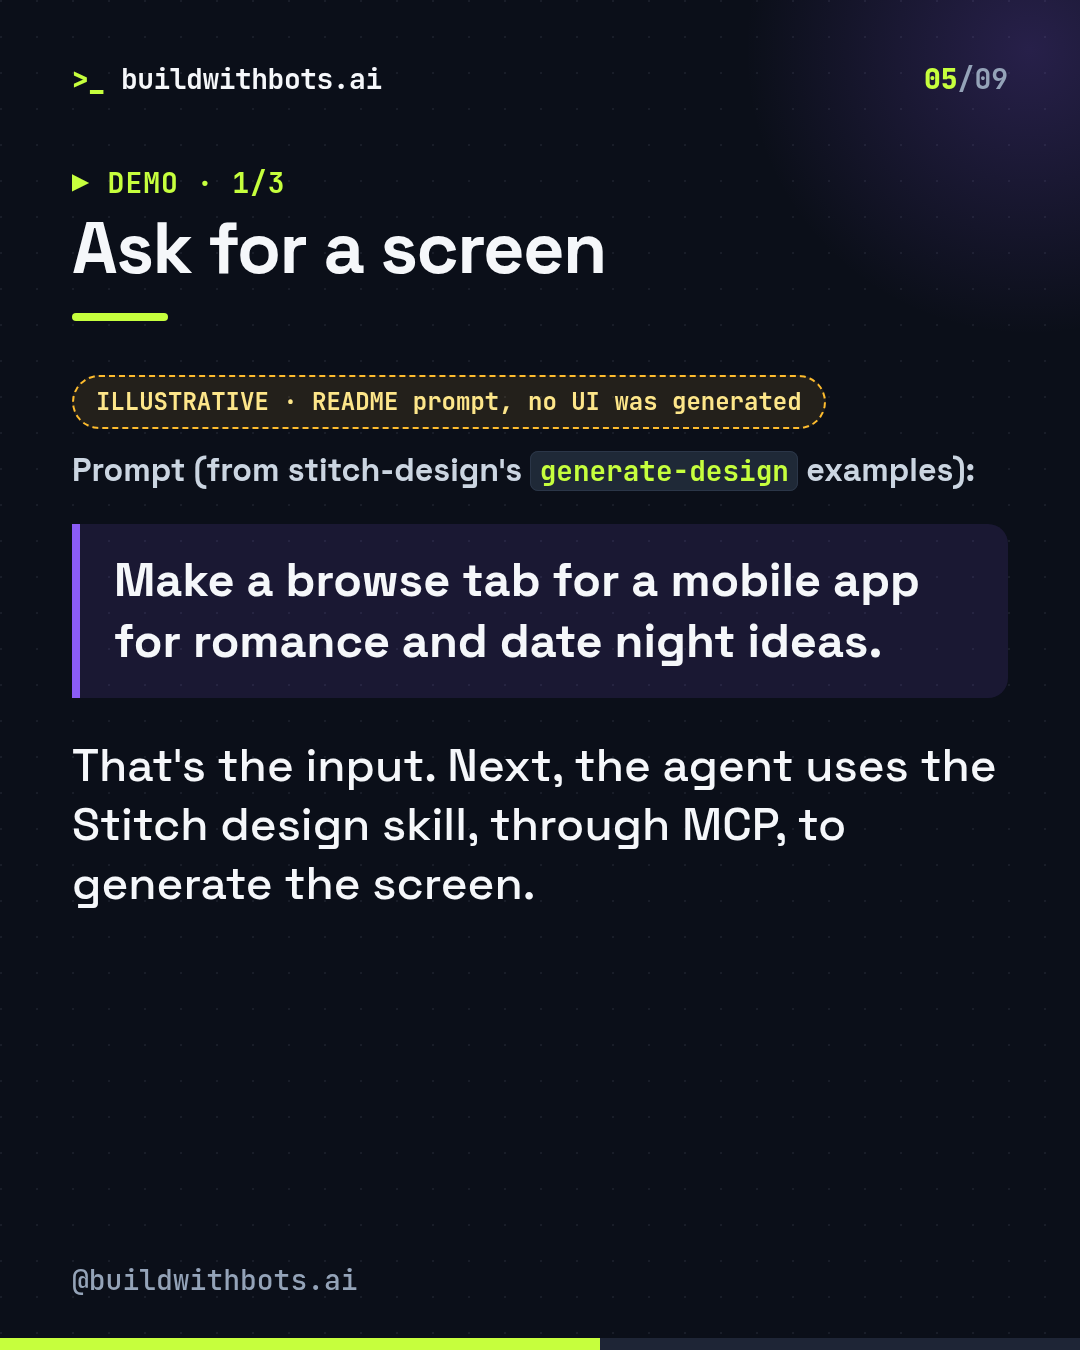 >_ buildwithbots.ai
05/09
▶ DEMO · 1/3
Ask for a screen
ILLUSTRATIVE · README prompt, no UI was generated
Prompt (from stitch-design's generate-design examples):
Make a browse tab for a mobile app
for romance and date night ideas.
That's the input. Next, the agent uses the
Stitch design skill, through MCP, to
generate the screen.
@buildwithbots.ai